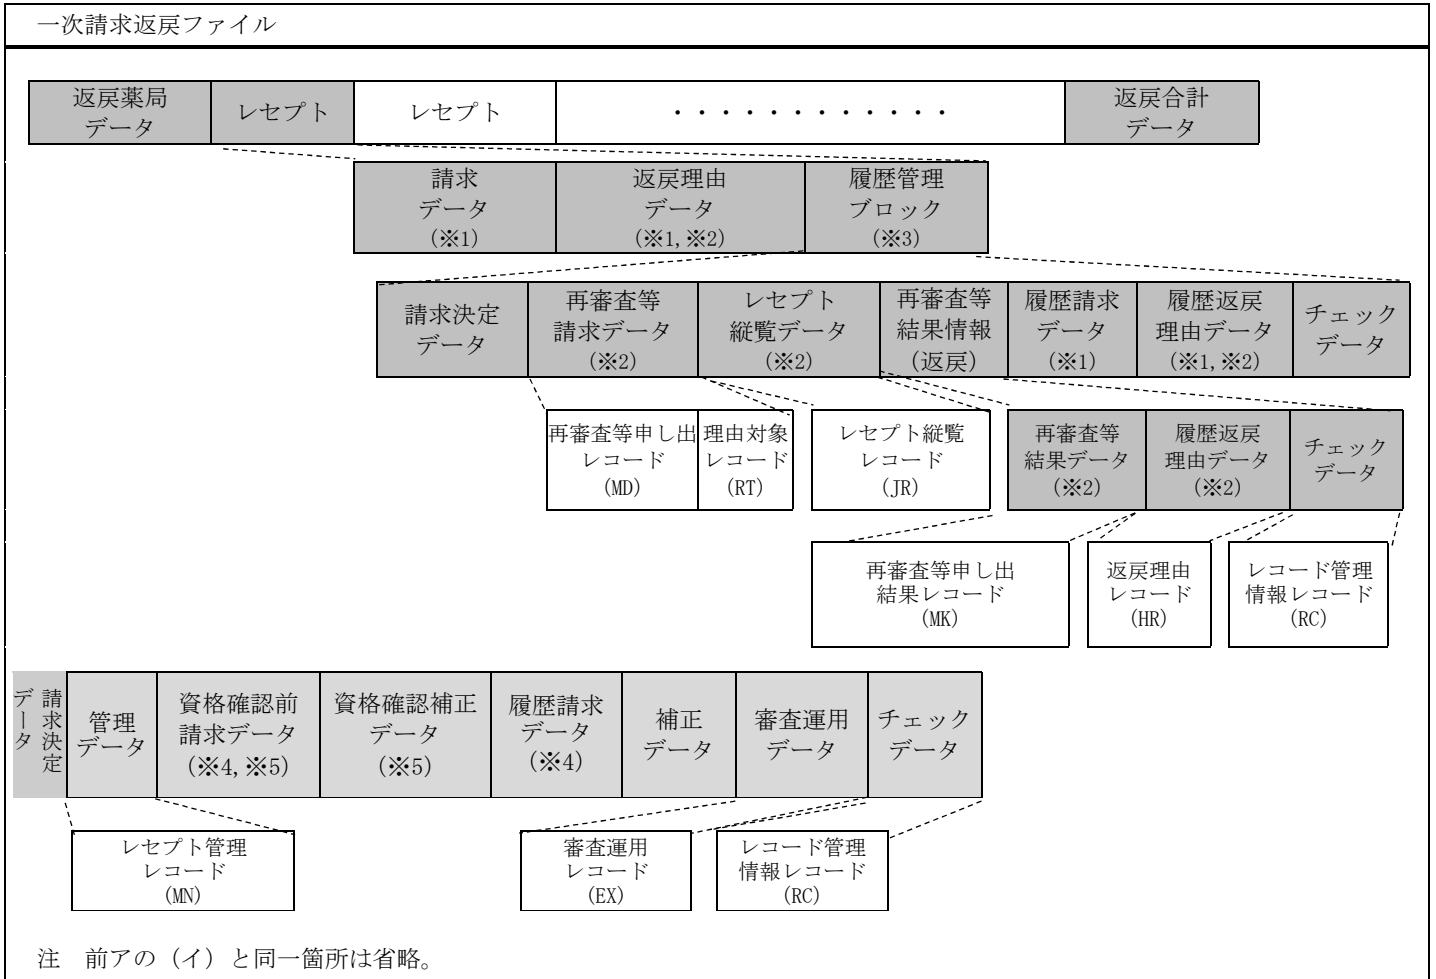 一次請求返戻ファイル
返戻薬局
データ
レセプト
レセプト
・・・・・・・・・・・・
返戻合計
データ
請求
データ
(※1)
返戻理由
データ
(※1,※2)
履歴管理
ブロック
(※3)
請求決定
データ
再審査等
請求データ
(※2)
レセプト
縦覧データ
(※2)
再審査等
結果情報
(返戻)
履歴請求
データ
(※1)
履歴返戻
理由データ
(※1,※2)
チェック
データ
再審査等申し出
レコード
(MD)
理由対象
レコード
(RT)
レセプト縦覧
レコード
(JR)
再審査等
結果データ
(※2)
履歴返戻
理由データ
(※2)
チェック
データ
再審査等申し出
結果レコード
(MK)
返戻理由
レコード
(HR)
レコード管理
情報レコード
(RC)
請求決定
データ
管理
データ
資格確認前
請求データ
(※4,※5)
資格確認補正
データ
(※5)
履歴請求
データ
(※4)
補正
データ
審査運用
データ
チェック
データ
レセプト管理
レコード
(MN)
審査運用
レコード
(EX)
レコード管理
情報レコード
(RC)
注　前アの（イ）と同一箇所は省略。